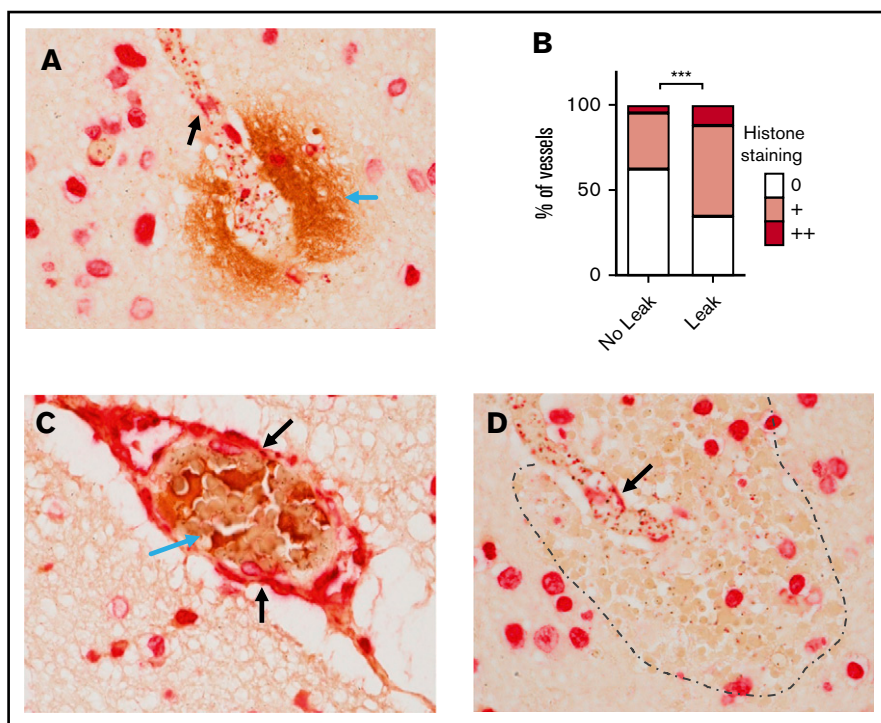 A
B
***
100
50
0
% of vessels
No Leak
Leak
Histone
staining
0
+
++
C
D